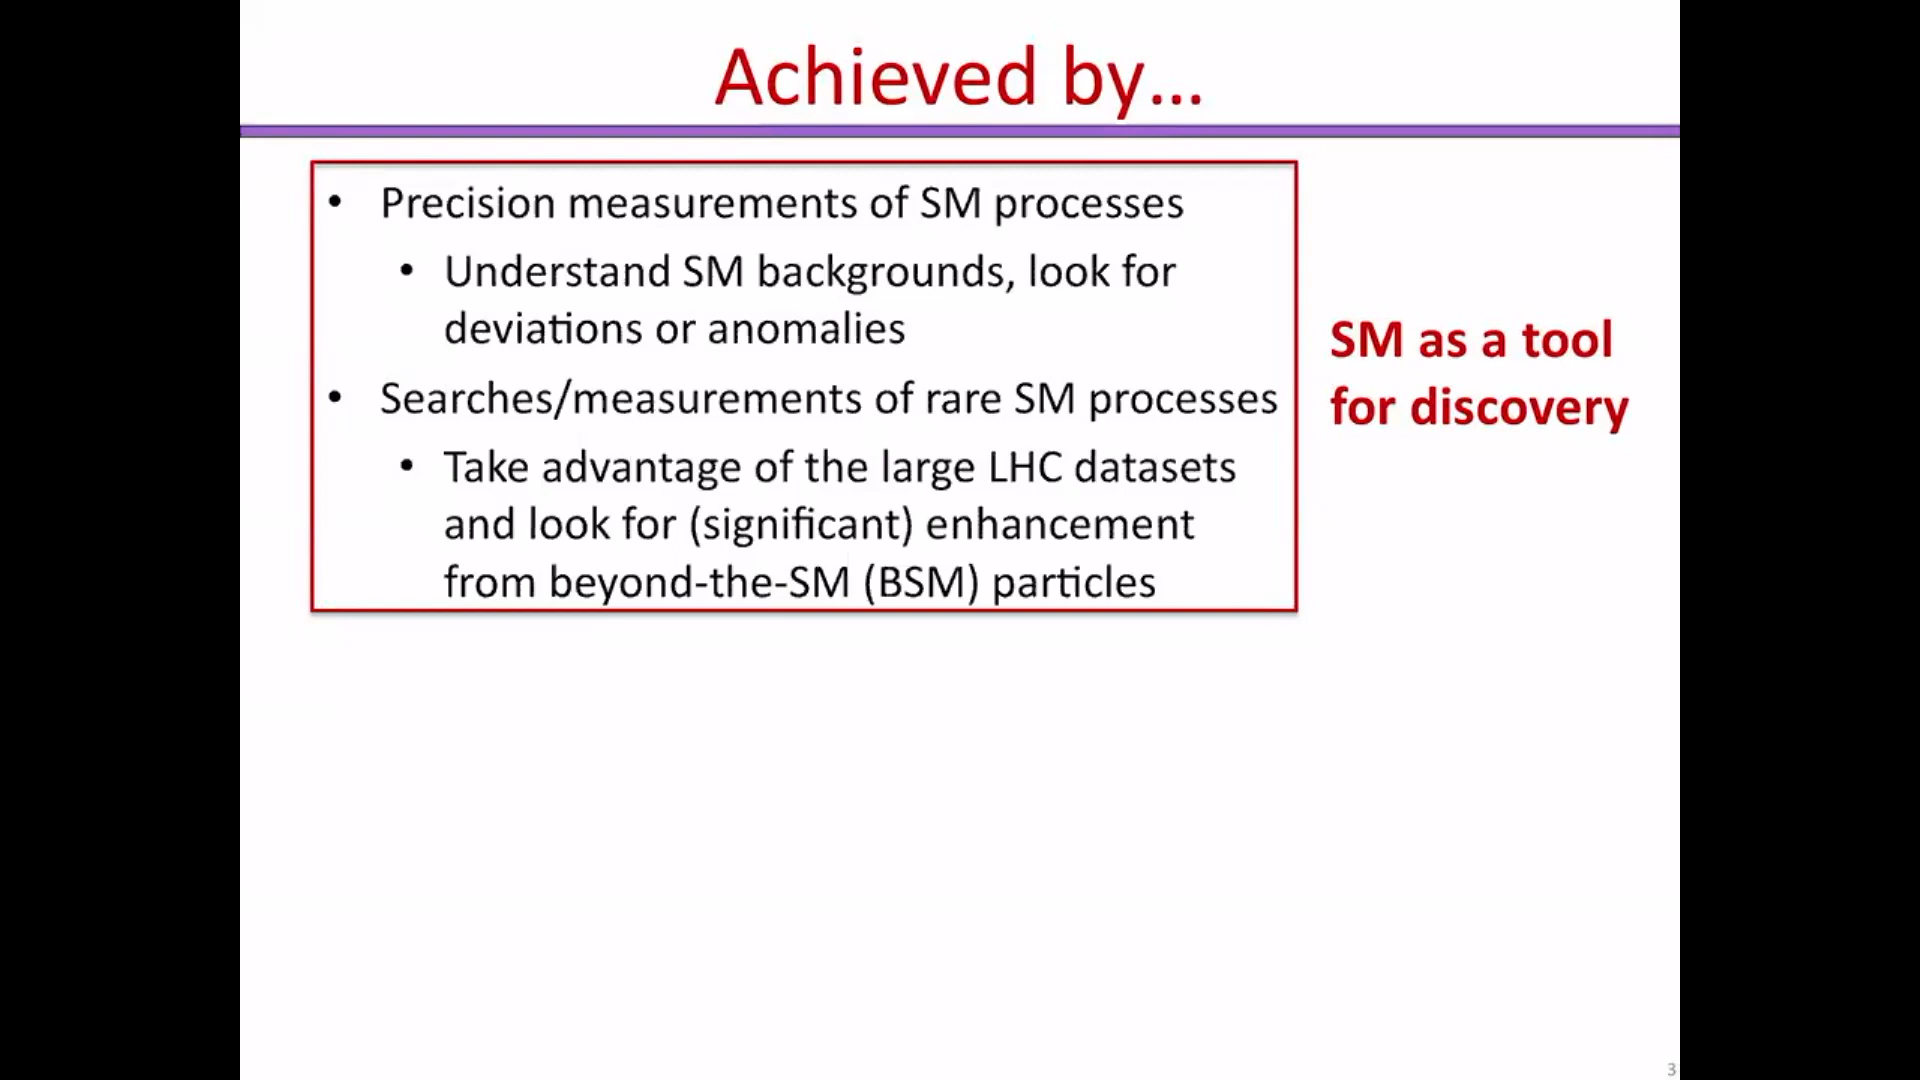 Achieved by...
• Precision measurements of SM processes
• Understand SM backgrounds, look for
deviations or anomalies
• Searches/measurements of rare SM processes
• Take advantage of the large LHC datasets
and look for (significant) enhancement
from beyond-the-SM (BSM) particles
SM as a tool
for discovery
3